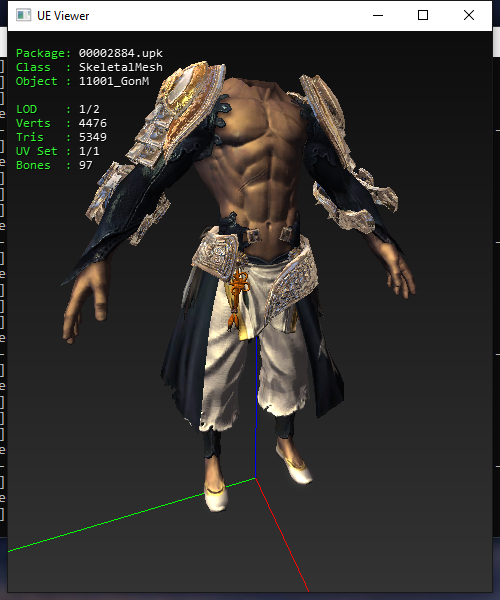 UE Viewer
Package: 00002884.upk
Class  : SkeletalMesh
Object : 11001_GonM
LOD    : 1/2
Verts  : 4476
Tris   : 5349
UV Set : 1/1
Bones  : 97